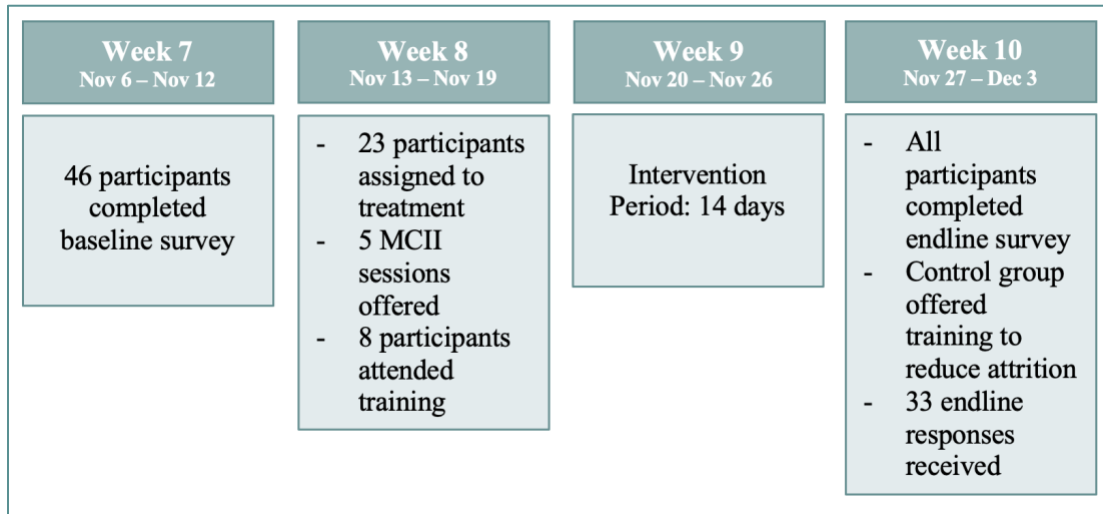 Week 7
Nov 6 – Nov 12
46 participants
completed
baseline survey
Week 8
Nov 13 – Nov 19
- 23 participants
assigned to
treatment
- 5 MCII
sessions
offered
- 8 participants
attended
training
Week 9
Nov 20 – Nov 26
Intervention
Period: 14 days
Week 10
Nov 27 – Dec 3
- All
participants
completed
endline survey
- Control group
offered
training to
reduce attrition
- 33 endline
responses
received